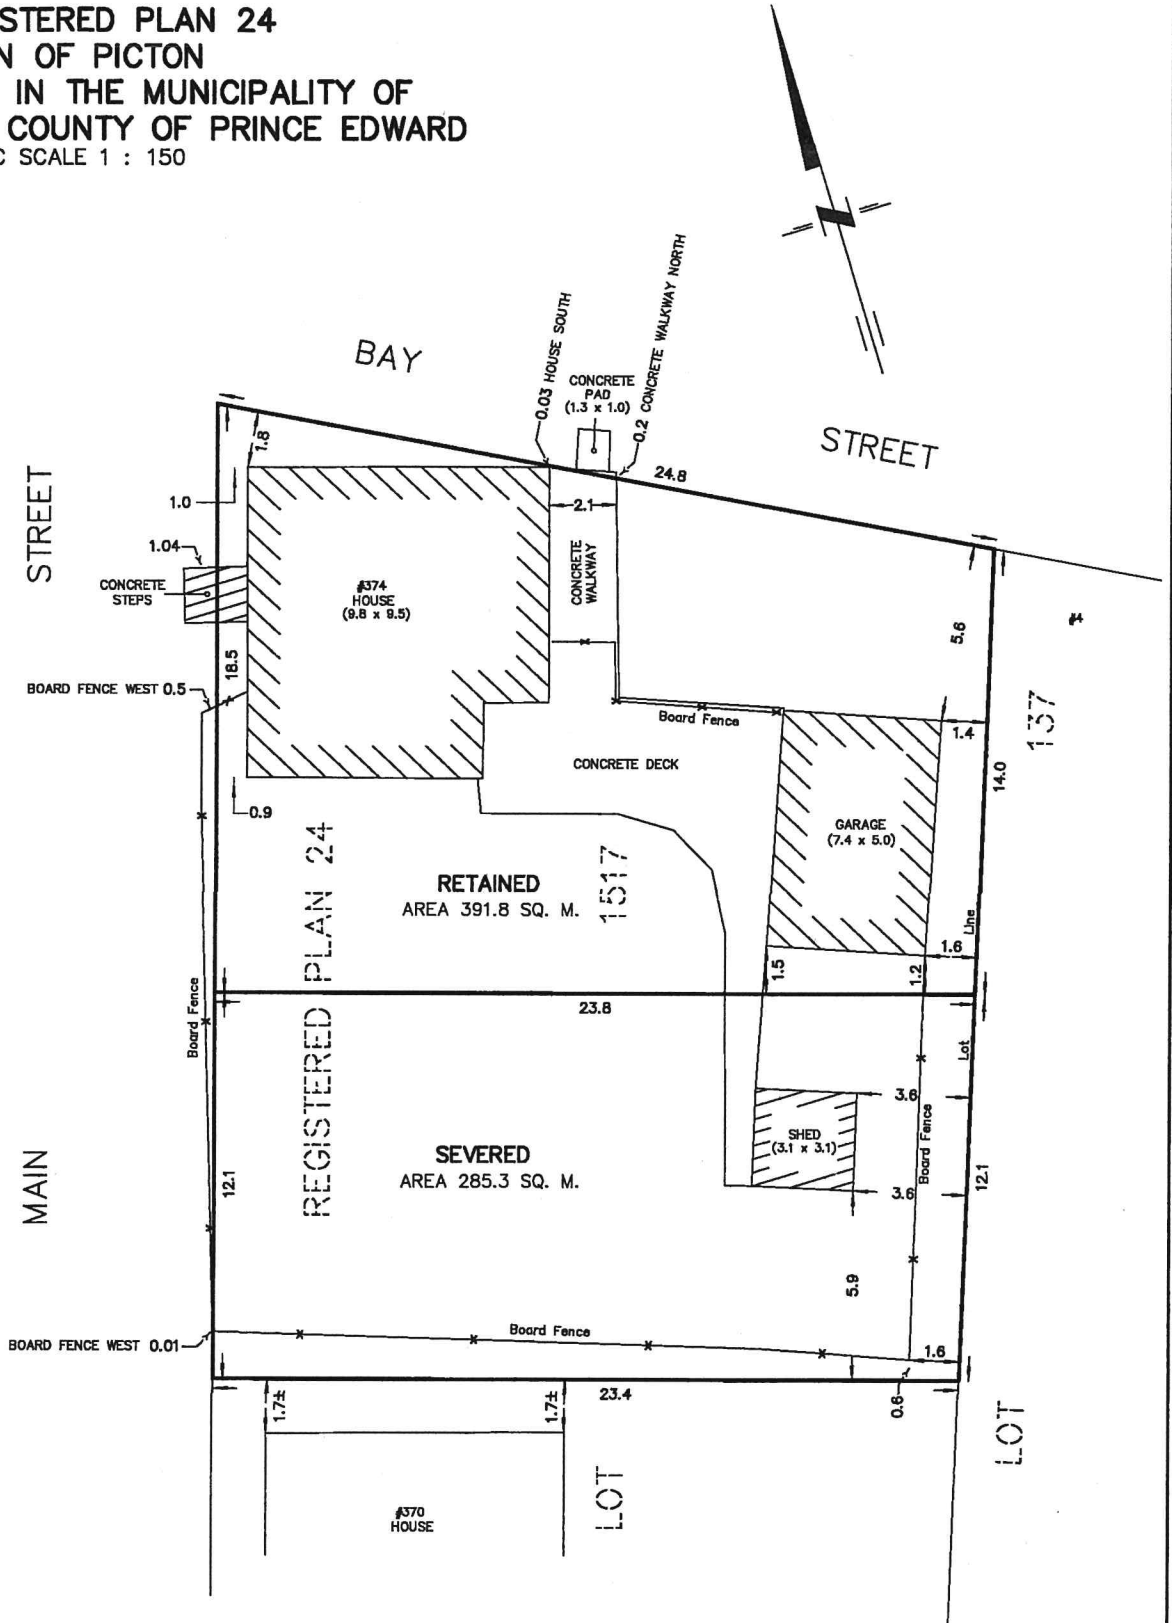 STERED PLAN 24
N OF PICTON
IN THE MUNICIPALITY OF
COUNTY OF PRINCE EDWARD
C SCALE 1 : 150
BAY
STREET
0.03 HOUSE SOUTH
0.2 CONCRETE WALKWAY NORTH
CONCRETE
PAD
(1.3 x 1.0)
24.8
1.8
1.0
2.1
STREET
1.04
CONCRETE
STEPS
#374
HOUSE
(9.8 x 9.5)
CONCRETE
WALKWAY
5.6
#4
18.5
BOARD FENCE WEST 0.5
Board Fence
1.4
137
CONCRETE DECK
14.0
0.9
GARAGE
(7.4 x 5.0)
RETAINED
AREA 391.8 SQ. M.
1517
REGISTERED PLAN 24
Line
1.6
1.5
1.2
Board Fence
23.8
Lot
3.6
SHED
(3.1 x 3.1)
Board Fence
SEVERED
AREA 285.3 SQ. M.
MAIN
12.1
12.1
3.6
5.9
Board Fence
BOARD FENCE WEST 0.01
1.6
23.4
0.6
1.7±
1.7±
LOT
LOT
#370
HOUSE